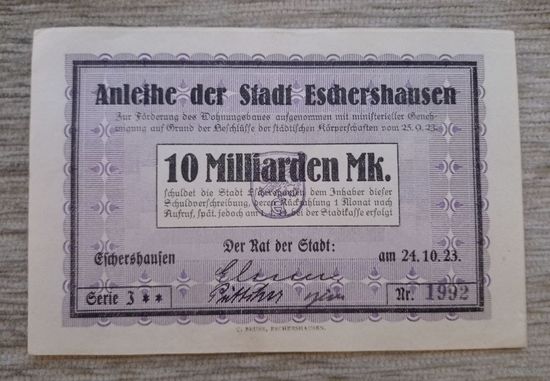 Anleihe der Stadt Eschershausen
Zur Förderung des Wohnungsbaues aufgenommen mit ministerieller Geneh-
migung auf Grund der Beschlüsse der städtischen Körperschaften vom 25. 9. 23.
10 Milliarden Mk.
schuldet die Stadt Eschershausen dem Inhaber dieser
Schuldverschreibung, deren Rückzahlung 1 Monat nach
Aufruf, spät. jedoch am bei der Stadtkasse erfolgt
Der Rat der Stadt:
Eschershausen am 24. 10. 23.
Serie J ** Nr. 1992
BRUNS, ESCHERSHAUSEN.